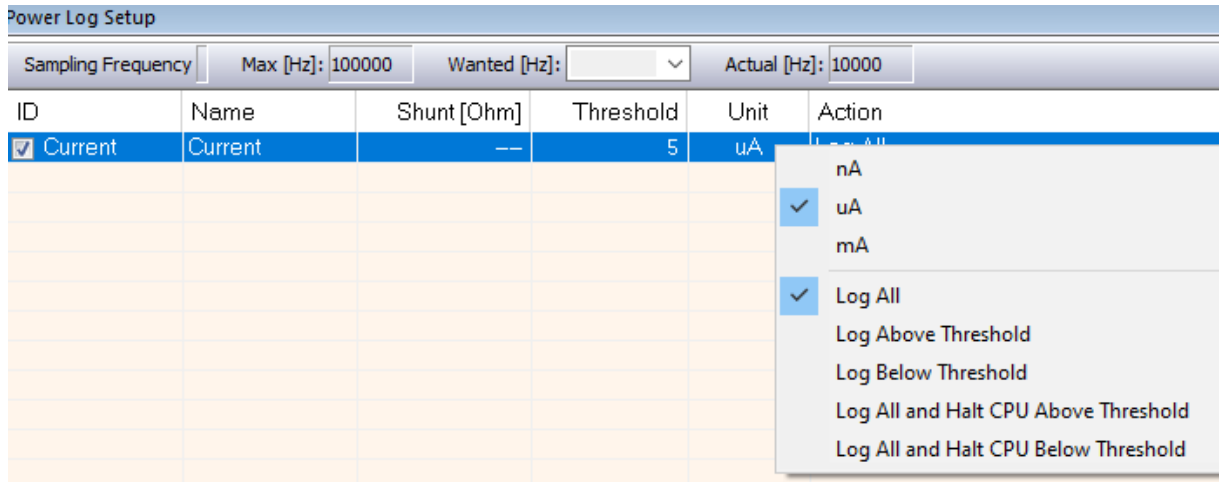 Power Log Setup
Sampling Frequency Max [Hz]: 100000 Wanted [Hz]: Actual [Hz]: 10000
ID Name Shunt [Ohm] Threshold Unit Action
Current Current -- 5 uA Log All
nA
uA
mA
Log All
Log Above Threshold
Log Below Threshold
Log All and Halt CPU Above Threshold
Log All and Halt CPU Below Threshold